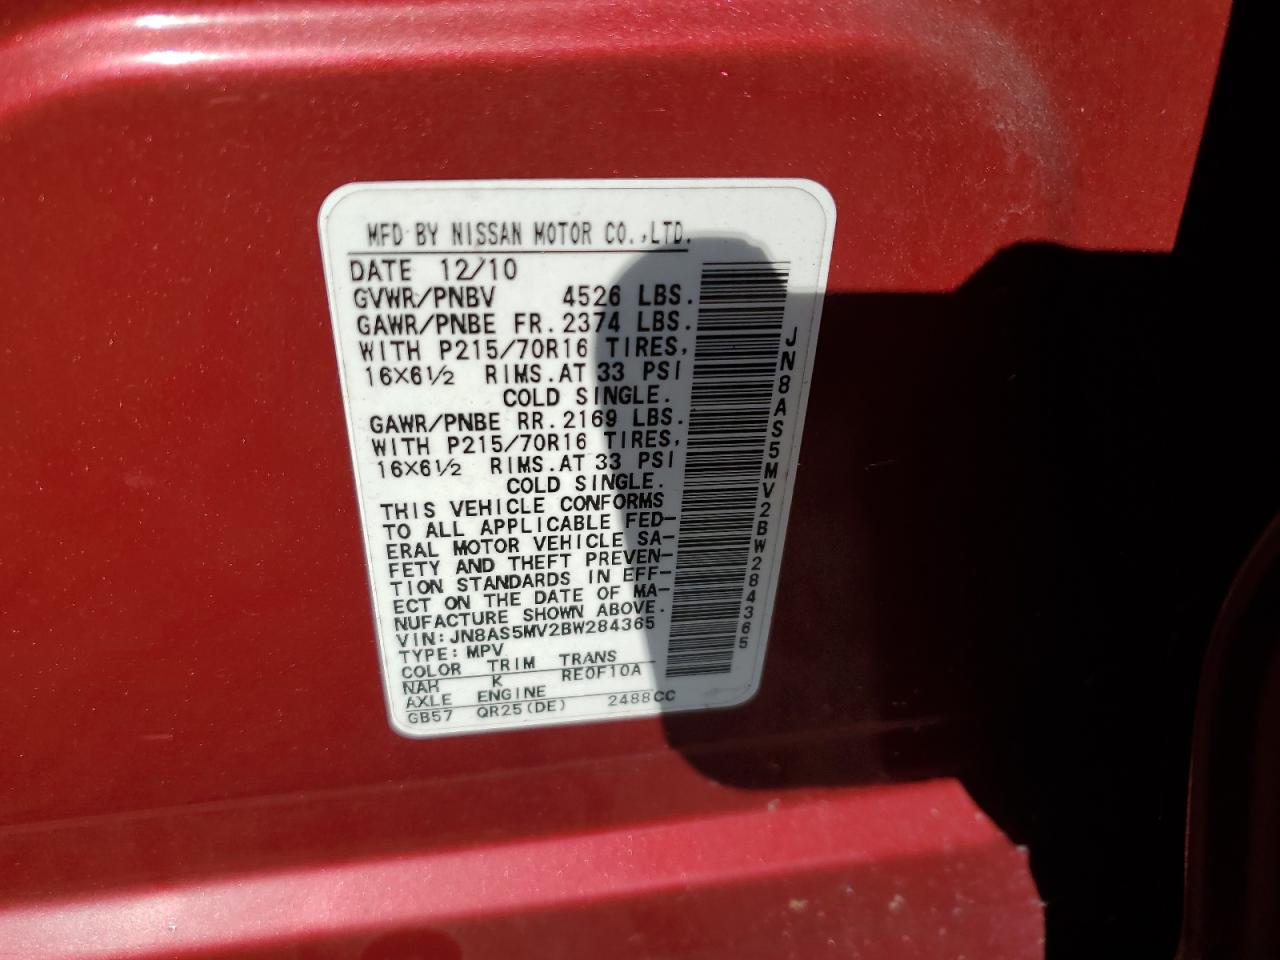 MFD BY NISSAN MOTOR CO.,LTD.
DATE 12/10
GVWR/PNBV 4526 LBS.
GAWR/PNBE FR. 2374 LBS.
WITH P215/70R16 TIRES,
16×6½ RIMS.AT 33 PSI
COLD SINGLE.
GAWR/PNBE RR. 2169 LBS.
WITH P215/70R16 TIRES,
16×6½ RIMS.AT 33 PSI
COLD SINGLE.
THIS VEHICLE CONFORMS
TO ALL APPLICABLE FED-
ERAL MOTOR VEHICLE SA-
FETY AND THEFT PREVEN-
TION STANDARDS IN EFF-
ECT ON THE DATE OF MA-
NUFACTURE SHOWN ABOVE.
VIN: JN8AS5MV2BW284365
TYPE: MPV
COLOR TRIM TRANS
NAH K RE0F10A
AXLE ENGINE
GB57 QR25(DE) 2488CC
JN8AS5MV2BW284365